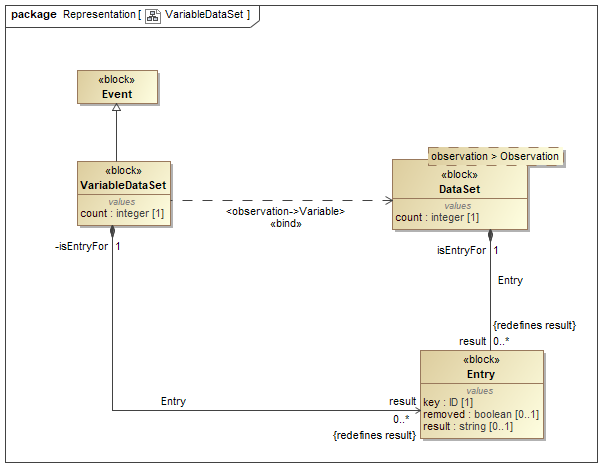 package Representation [ VariableDataSet ]
«block»
Event
observation > Observation
«block»
VariableDataSet
values
count : integer [1]
«block»
DataSet
values
count : integer [1]
<observation->Variable>
«bind»
-isEntryFor 1
isEntryFor 1
Entry
{redefines result}
result 0..*
«block»
Entry
values
key : ID [1]
removed : boolean [0..1]
result : string [0..1]
Entry
result
0..*
{redefines result}